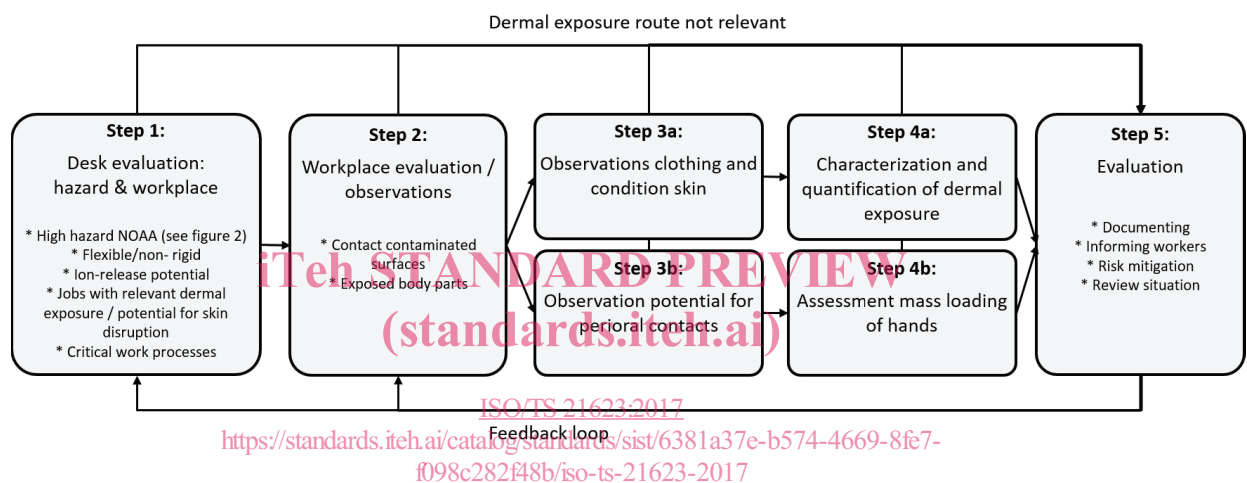 Dermal exposure route not relevant
Step 1:
Desk evaluation:
hazard & workplace
* High hazard NOAA (see figure 2)
* Flexible/non- rigid
* Ion-release potential
* Jobs with relevant dermal
exposure / potential for skin
disruption
* Critical work processes
Step 2:
Workplace evaluation /
observations
* Contact contaminated
surfaces
* Exposed body parts
Step 3a:
Observations clothing and
condition skin
Step 3b:
Observation potential for
perioral contacts
Step 4a:
Characterization and
quantification of dermal
exposure
Step 4b:
Assessment mass loading
of hands
Step 5:
Evaluation
* Documenting
* Informing workers
* Risk mitigation
* Review situation
Feedback loop
iTeh STANDARD PREVIEW
(standards.iteh.ai)
ISO/TS 21623:2017
https://standards.iteh.ai/catalog/standards/sist/6381a37e-b574-4669-8fe7-
f098c282f48b/iso-ts-21623-2017